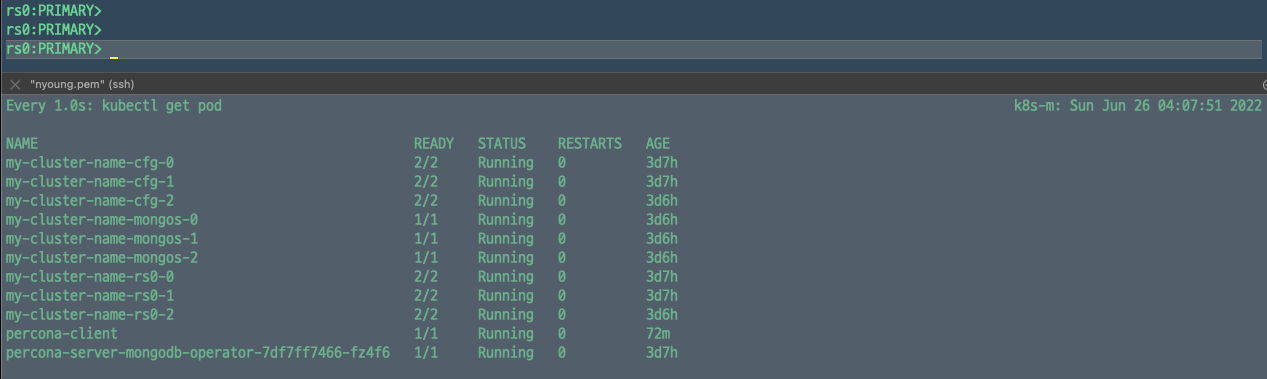 rs0:PRIMARY>
rs0:PRIMARY>
rs0:PRIMARY>
"nyoung.pem" (ssh)
Every 1.0s: kubectl get pod k8s-m: Sun Jun 26 04:07:51 2022
NAME READY STATUS RESTARTS AGE
my-cluster-name-cfg-0 2/2 Running 0 3d7h
my-cluster-name-cfg-1 2/2 Running 0 3d7h
my-cluster-name-cfg-2 2/2 Running 0 3d6h
my-cluster-name-mongos-0 1/1 Running 0 3d6h
my-cluster-name-mongos-1 1/1 Running 0 3d6h
my-cluster-name-mongos-2 1/1 Running 0 3d6h
my-cluster-name-rs0-0 2/2 Running 0 3d7h
my-cluster-name-rs0-1 2/2 Running 0 3d7h
my-cluster-name-rs0-2 2/2 Running 0 3d6h
percona-client 1/1 Running 0 72m
percona-server-mongodb-operator-7df7ff7466-fz4f6 1/1 Running 0 3d7h